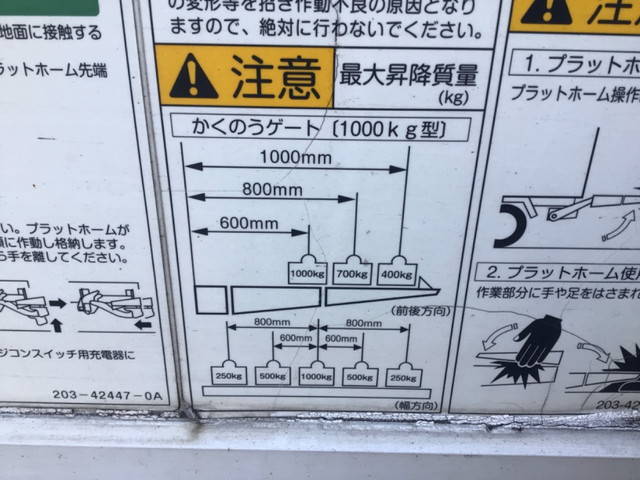 地面に接触する
ラットホーム先端
い。プラットホームが
に作動し格納します。
ら手を離してください。
ジコンスイッチ用充電器に
203-42447-0A
の変形等を招き作動不良の原因となり
ますので、絶対に行わないでください。
注意
最大昇降質量
(kg)
かくのうゲート〔1000kg型〕
1000mm
800mm
600mm
1000kg 700kg 400kg
(前後方向)
800mm 800mm
600mm 600mm
250kg 500kg 1000kg 500kg 250kg
(幅方向)
注
1. プラットホ
プラットホーム操作
2. プラットホーム使
作業部分に手や足をはさまれ
203-42